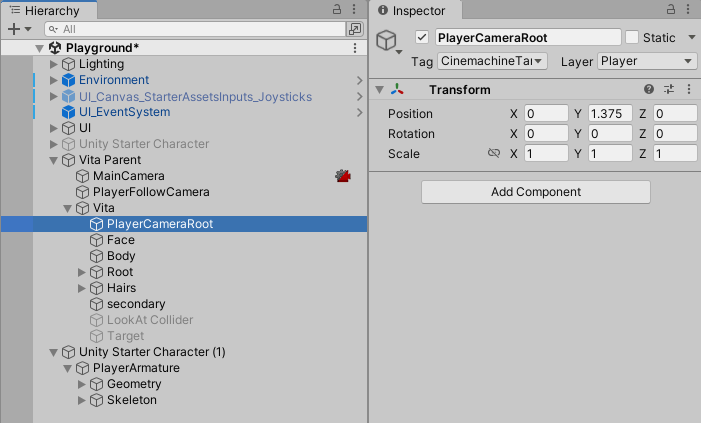 Hierarchy
All
Playground*
Lighting
Environment
UI_Canvas_StarterAssetsInputs_Joysticks
UI_EventSystem
UI
Unity Starter Character
Vita Parent
MainCamera
PlayerFollowCamera
Vita
PlayerCameraRoot
Face
Body
Root
Hairs
secondary
LookAt Collider
Target
Unity Starter Character (1)
PlayerArmature
Geometry
Skeleton
Inspector
PlayerCameraRoot Static
Tag CinemachineTa Layer Player
Transform
Position X 0 Y 1.375 Z 0
Rotation X 0 Y 0 Z 0
Scale X 1 Y 1 Z 1
Add Component